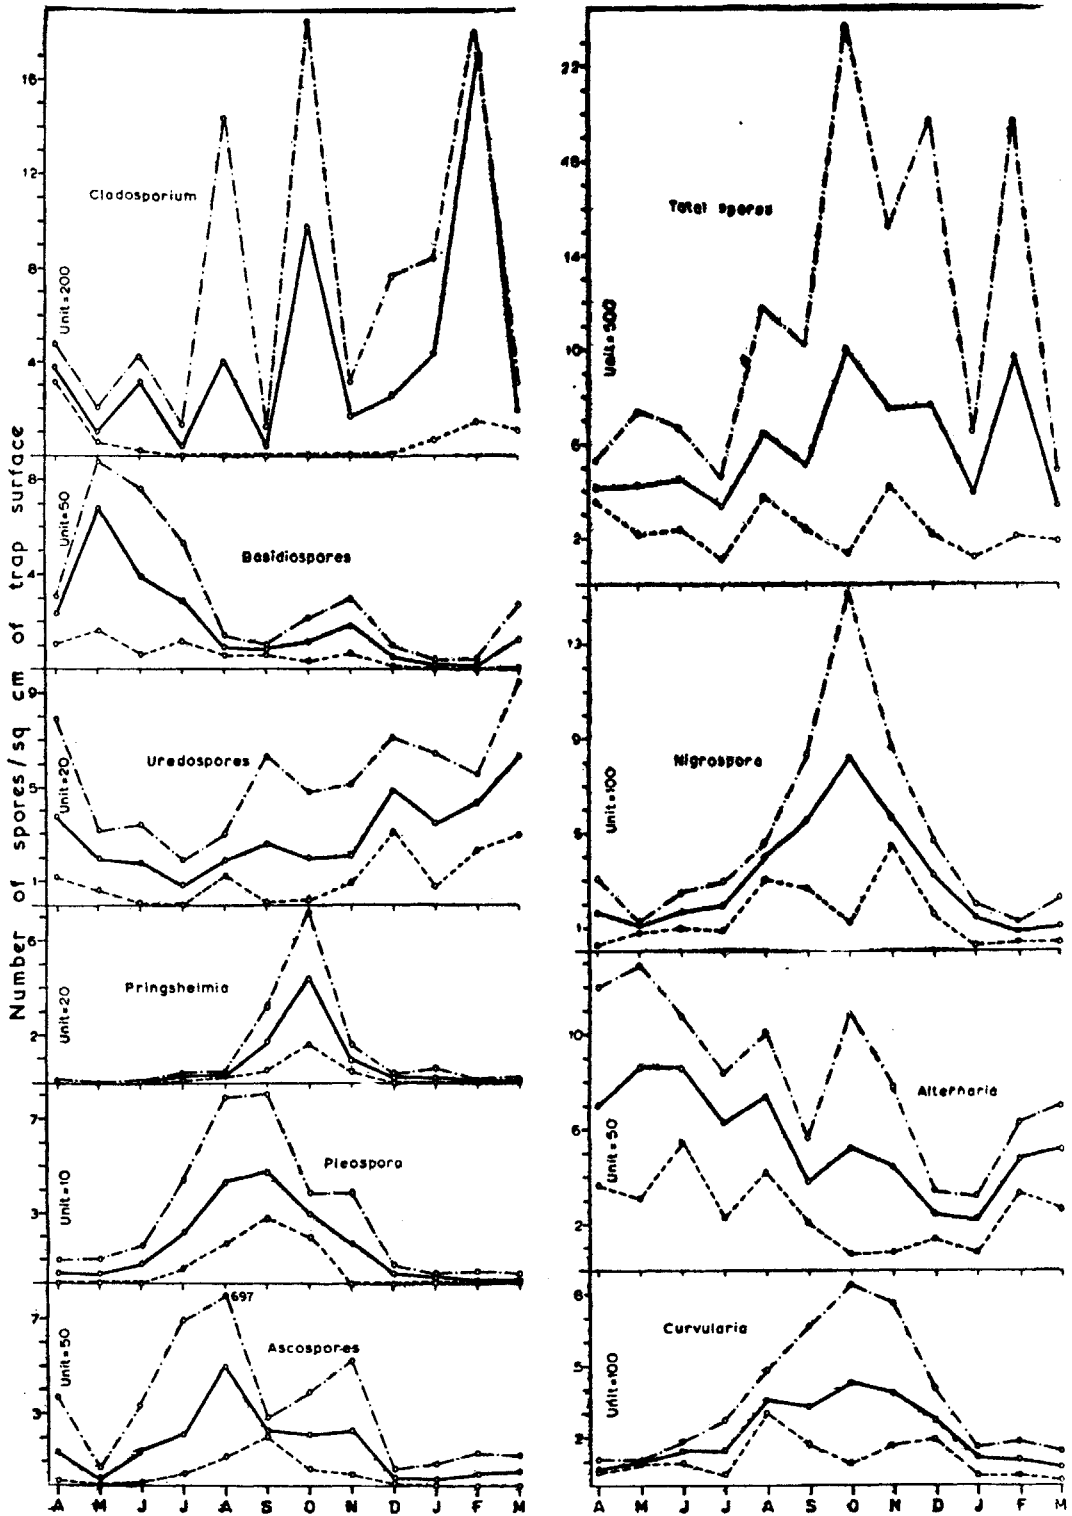 Number of spores/sq cm of trap surface
16
12
8
4
Cladosporium
Unit=200
8
4
Unit=50
Basidiospores
9
5
1
Unit=20
Uredospores
6
2
Unit=20
Pringsheimia
7
3
Unit=10
Pleospora
7
3
Unit=50
697
Ascospores
A M J J A S O N D J F M
22
18
14
10
6
2
Total spores
Unit=500
13
9
5
1
Nigrospora
Unit=100
10
6
2
Alternaria
Unit=50
5
2
Curvularia
Unit=100
A M J J A S O N D J F M